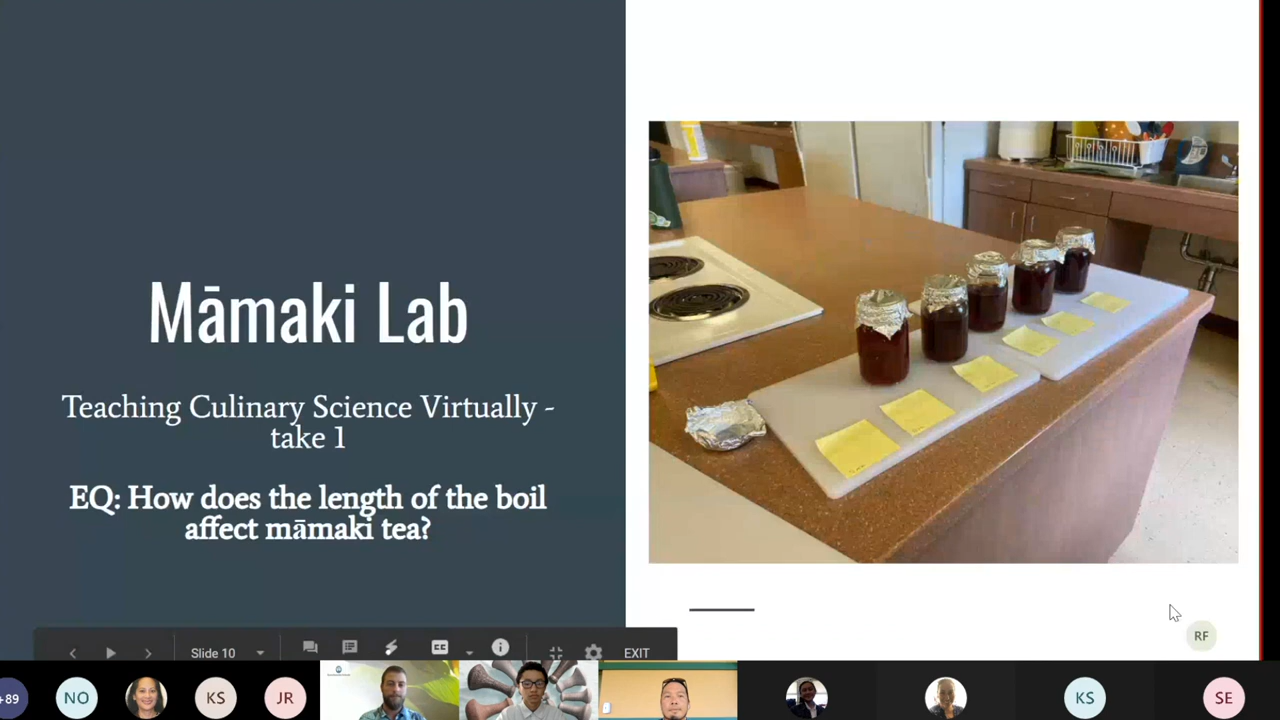 Māmaki Lab
Teaching Culinary Science Virtually -
take 1
EQ: How does the length of the boil
affect māmaki tea?
Slide 10
CC
EXIT
RF
+89
NO
KS
JR
KS
SE